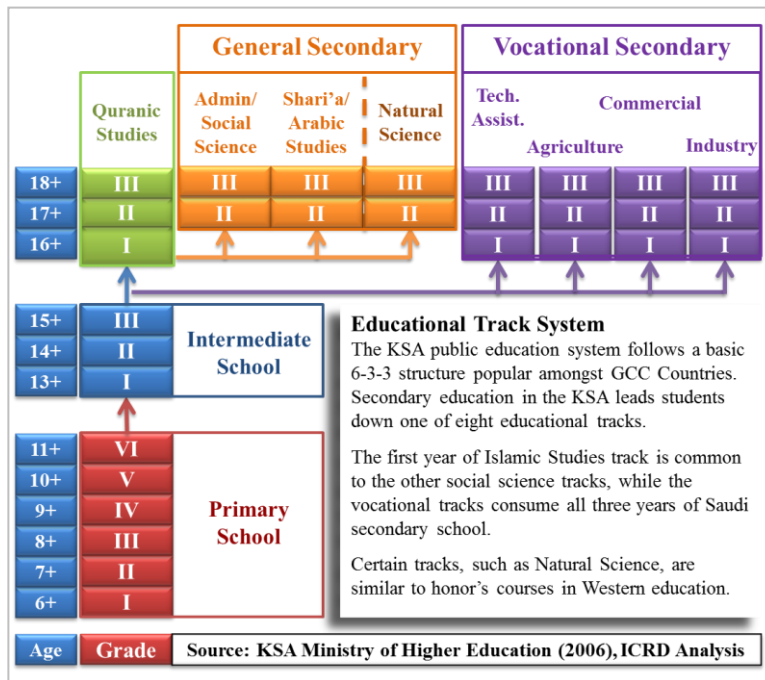 General Secondary
Vocational Secondary
Quranic
Studies
Admin/
Social
Science
Shari'a/
Arabic
Studies
Natural
Science
Tech.
Assist.
Agriculture
Commercial
Industry
18+ III III III III III III III III
17+ II II II II II II II II
16+ I I I I I
15+ III
14+ II
13+ I
Intermediate
School
11+ VI
10+ V
9+ IV
8+ III
7+ II
6+ I
Primary
School
Educational Track System
The KSA public education system follows a basic
6-3-3 structure popular amongst GCC Countries.
Secondary education in the KSA leads students
down one of eight educational tracks.
The first year of Islamic Studies track is common
to the other social science tracks, while the
vocational tracks consume all three years of Saudi
secondary school.
Certain tracks, such as Natural Science, are
similar to honor's courses in Western education.
Age Grade Source: KSA Ministry of Higher Education (2006), ICRD Analysis